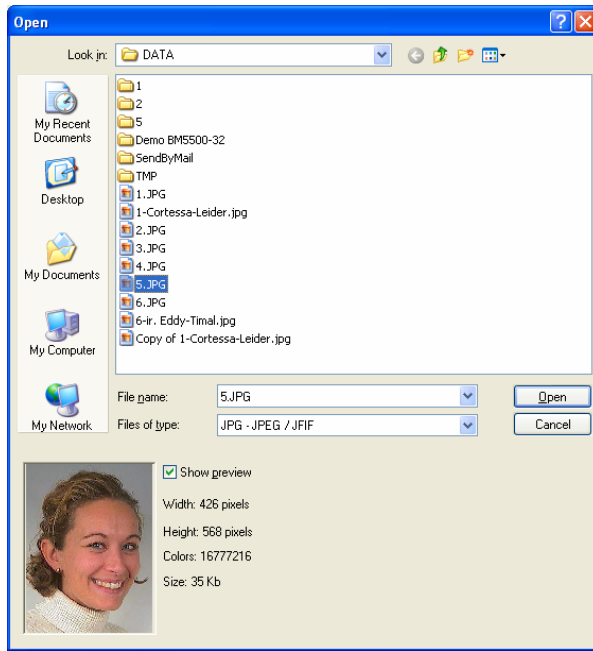 Open
Look in:
DATA
My Recent
Documents
Desktop
My Documents
My Computer
My Network
1
2
5
Demo BM5500-32
SendByMail
TMP
1.JPG
1-Cortessa-Leider.jpg
2.JPG
3.JPG
4.JPG
5.JPG
6.JPG
6-ir. Eddy-Timal.jpg
Copy of 1-Cortessa-Leider.jpg
File name:
5.JPG
Open
Files of type:
JPG - JPEG / JFIF
Cancel
Show preview
Width: 426 pixels
Height: 568 pixels
Colors: 16777216
Size: 35 Kb